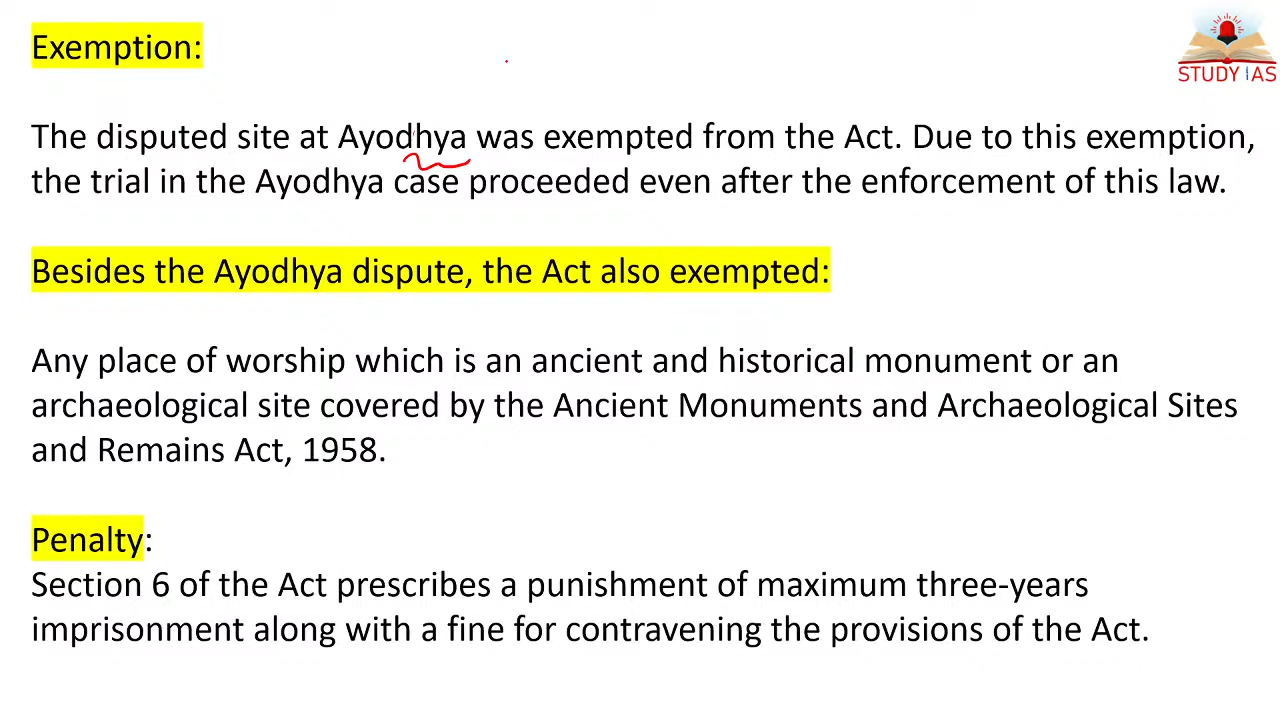 Exemption:
STUDY IAS
The disputed site at Ayodhya was exempted from the Act. Due to this exemption,
the trial in the Ayodhya case proceeded even after the enforcement of this law.
Besides the Ayodhya dispute, the Act also exempted:
Any place of worship which is an ancient and historical monument or an
archaeological site covered by the Ancient Monuments and Archaeological Sites
and Remains Act, 1958.
Penalty:
Section 6 of the Act prescribes a punishment of maximum three-years
imprisonment along with a fine for contravening the provisions of the Act.